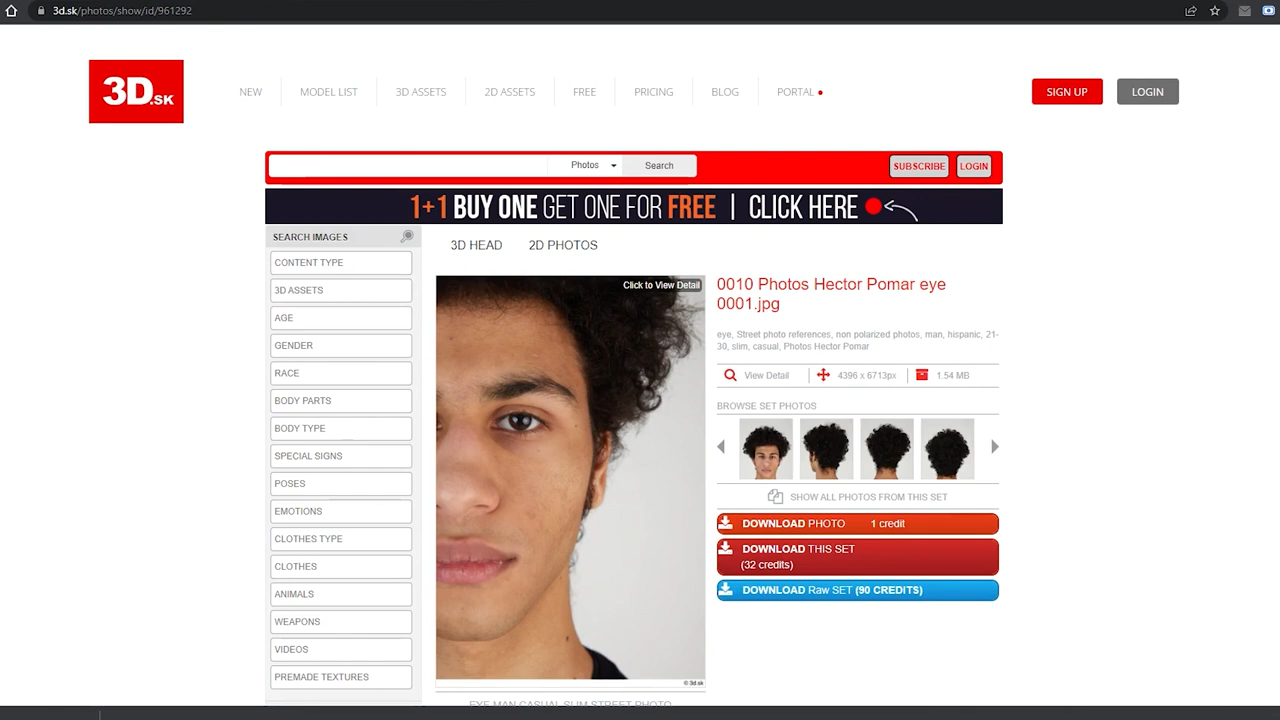 3d.sk/photos/show/id/961292
3D.SK
NEW
MODEL LIST
3D ASSETS
2D ASSETS
FREE
PRICING
BLOG
PORTAL
SIGN UP
LOGIN
Photos
Search
SUBSCRIBE
LOGIN
1+1 BUY ONE GET ONE FOR FREE | CLICK HERE
SEARCH IMAGES
CONTENT TYPE
3D ASSETS
AGE
GENDER
RACE
BODY PARTS
BODY TYPE
SPECIAL SIGNS
POSES
EMOTIONS
CLOTHES TYPE
CLOTHES
ANIMALS
WEAPONS
VIDEOS
PREMADE TEXTURES
3D HEAD
2D PHOTOS
Click to View Detail
© 3d.sk
EYE MAN CASUAL SLIM STREET PHOTO
0010 Photos Hector Pomar eye
0001.jpg
eye, Street photo references, non polarized photos, man, hispanic, 21-
30, slim, casual, Photos Hector Pomar
View Detail
4396 x 6713px
1.54 MB
BROWSE SET PHOTOS
SHOW ALL PHOTOS FROM THIS SET
DOWNLOAD PHOTO 1 credit
DOWNLOAD THIS SET
(32 credits)
DOWNLOAD Raw SET (90 CREDITS)